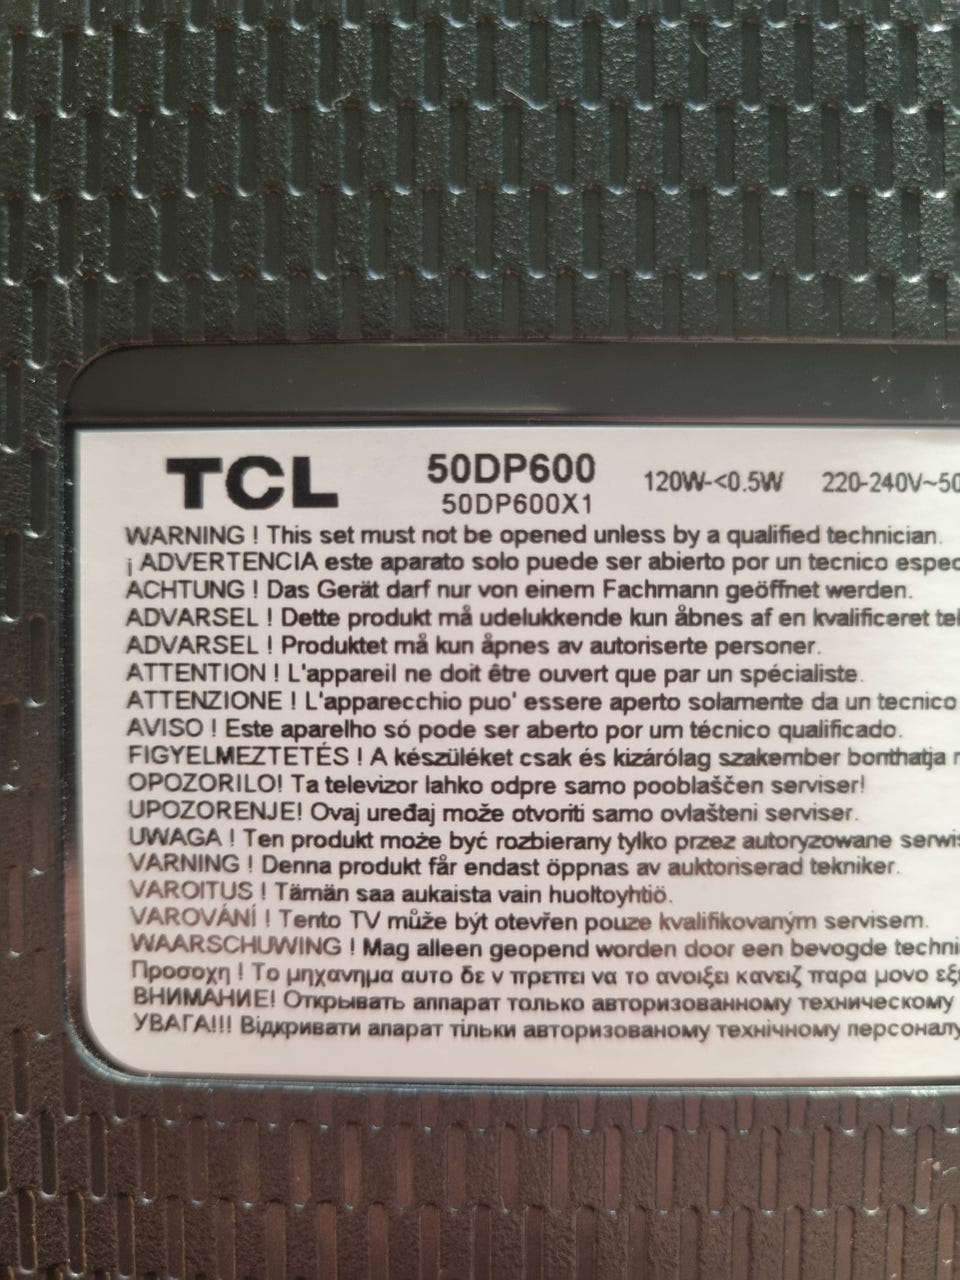 TCL 50DP600 120W-<0.5W 220-240V~50
50DP600X1
WARNING ! This set must not be opened unless by a qualified technician.
¡ ADVERTENCIA este aparato solo puede ser abierto por un tecnico espec
ACHTUNG ! Das Gerät darf nur von einem Fachmann geöffnet werden.
ADVARSEL ! Dette produkt må udelukkende kun åbnes af en kvalificeret tek
ADVARSEL ! Produktet må kun åpnes av autoriserte personer.
ATTENTION ! L'appareil ne doit être ouvert que par un spécialiste.
ATTENZIONE ! L'apparecchio puo' essere aperto solamente da un tecnico
AVISO ! Este aparelho só pode ser aberto por um técnico qualificado.
FIGYELMEZTETÉS ! A készüléket csak és kizárólag szakember bonthatja
OPOZORILO! Ta televizor lahko odpre samo pooblaščen serviser!
UPOZORENJE! Ovaj uređaj može otvoriti samo ovlašteni serviser.
UWAGA ! Ten produkt może być rozbierany tylko przez autoryzowane serwis
VARNING ! Denna produkt får endast öppnas av auktoriserad tekniker.
VAROITUS ! Tämän saa aukaista vain huoltoyhtiö.
VAROVÁNÍ ! Tento TV může být otevřen pouze kvalifikovaným servisem.
WAARSCHUWING ! Mag alleen geopend worden door een bevogde techni
Προσοχη ! Το μηχανημα αυτο δε ν πρεπει να το ανοιξει κανεις παρα μονο εξ
ВНИМАНИЕ! Открывать аппарат только авторизованному техническому
УВАГА!!! Відкривати апарат тільки авторизованому технічному персоналу